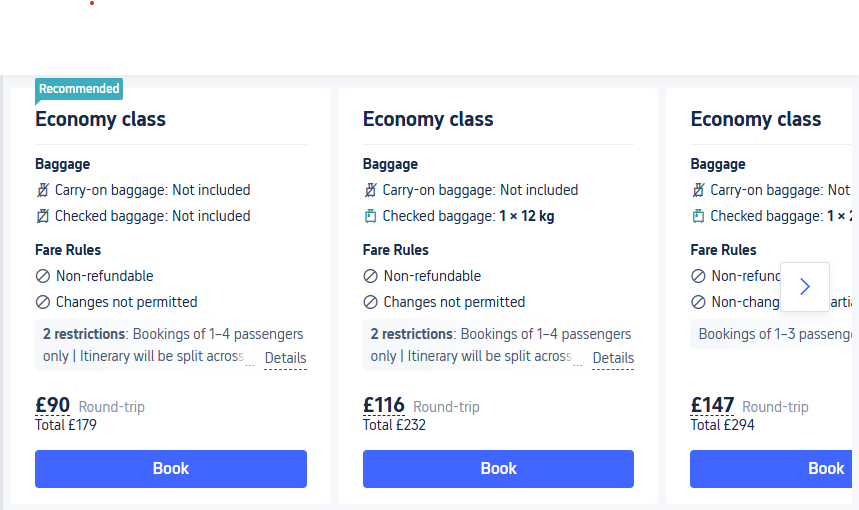 Recommended
Economy class
Baggage
Carry-on baggage: Not included
Checked baggage: Not included
Fare Rules
Non-refundable
Changes not permitted
2 restrictions: Bookings of 1–4 passengers
only | Itinerary will be split across... Details
£90 Round-trip
Total £179
Book
Economy class
Baggage
Carry-on baggage: Not included
Checked baggage: 1 × 12 kg
Fare Rules
Non-refundable
Changes not permitted
2 restrictions: Bookings of 1–4 passengers
only | Itinerary will be split across... Details
£116 Round-trip
Total £232
Book
Economy class
Baggage
Carry-on baggage: Not
Checked baggage: 1 ×
Fare Rules
Non-refund
Non-chang
Bookings of 1–3 passeng
£147 Round-trip
Total £294
Book